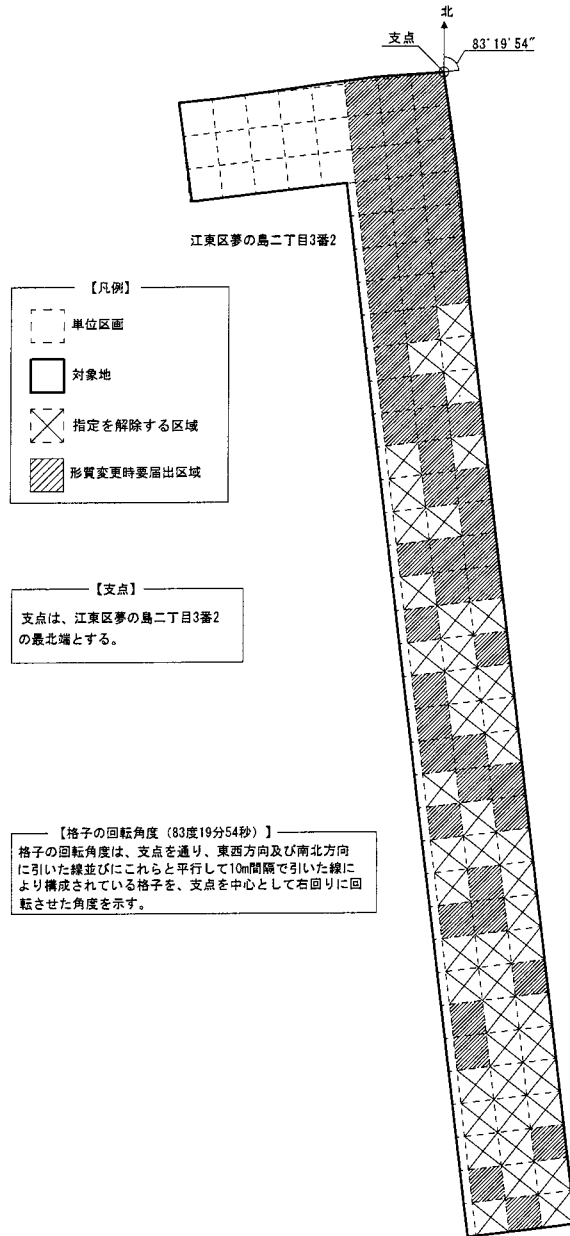 北
支点
83°19'54"
江東区夢の島二丁目3番2
【凡例】
単位区画
対象地
指定を解除する区域
形質変更時要届出区域
【支点】
支点は、江東区夢の島二丁目3番2
の最北端とする。
【格子の回転角度（83度19分54秒）】
格子の回転角度は、支点を通り、東西方向及び南北方向
に引いた線並びにこれらと平行して10m間隔で引いた線に
より構成されている格子を、支点を中心として右回りに回
転させた角度を示す。